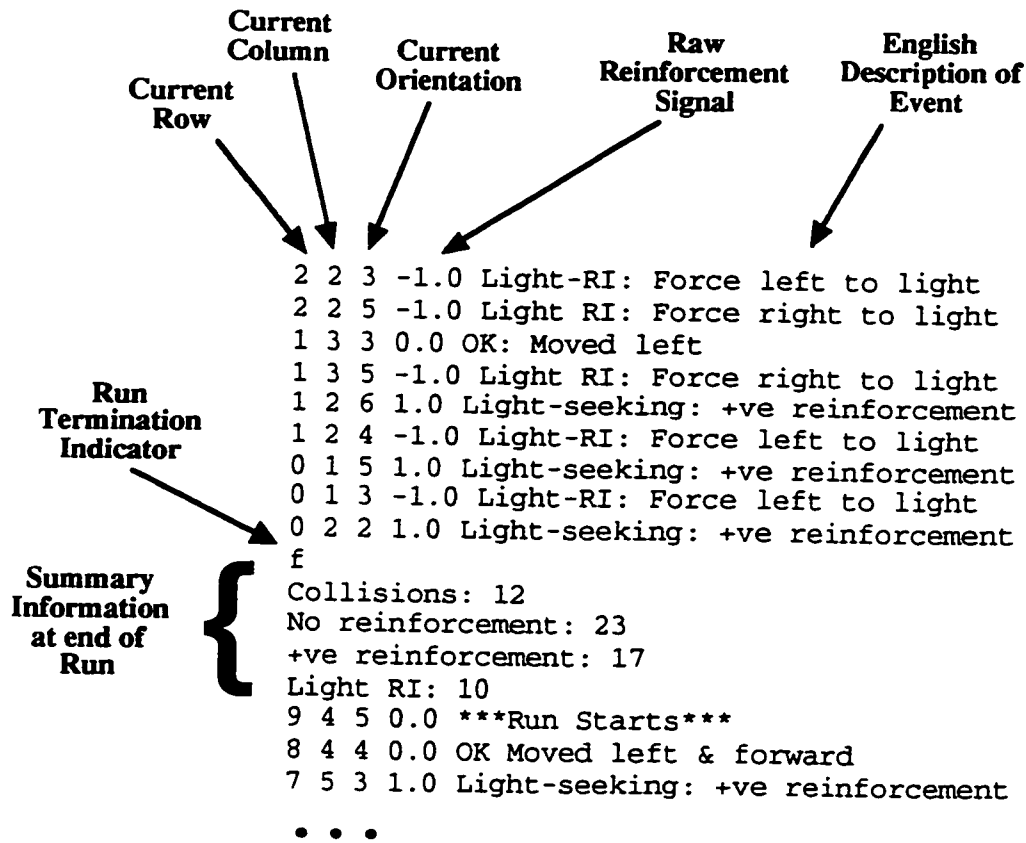 Current
Column
Current
Row
Current
Orientation
Raw
Reinforcement
Signal
English
Description of
Event
2 2 3 -1.0 Light-RI: Force left to light
2 2 5 -1.0 Light RI: Force right to light
1 3 3 0.0 OK: Moved left
1 3 5 -1.0 Light RI: Force right to light
1 2 6 1.0 Light-seeking: +ve reinforcement
1 2 4 -1.0 Light-RI: Force left to light
0 1 5 1.0 Light-seeking: +ve reinforcement
0 1 3 -1.0 Light-RI: Force left to light
0 2 2 1.0 Light-seeking: +ve reinforcement
Run
Termination
Indicator
f
Summary
Information
at end of
Run
Collisions: 12
No reinforcement: 23
+ve reinforcement: 17
Light RI: 10
9 4 5 0.0 ***Run Starts***
8 4 4 0.0 OK Moved left & forward
7 5 3 1.0 Light-seeking: +ve reinforcement
• • •